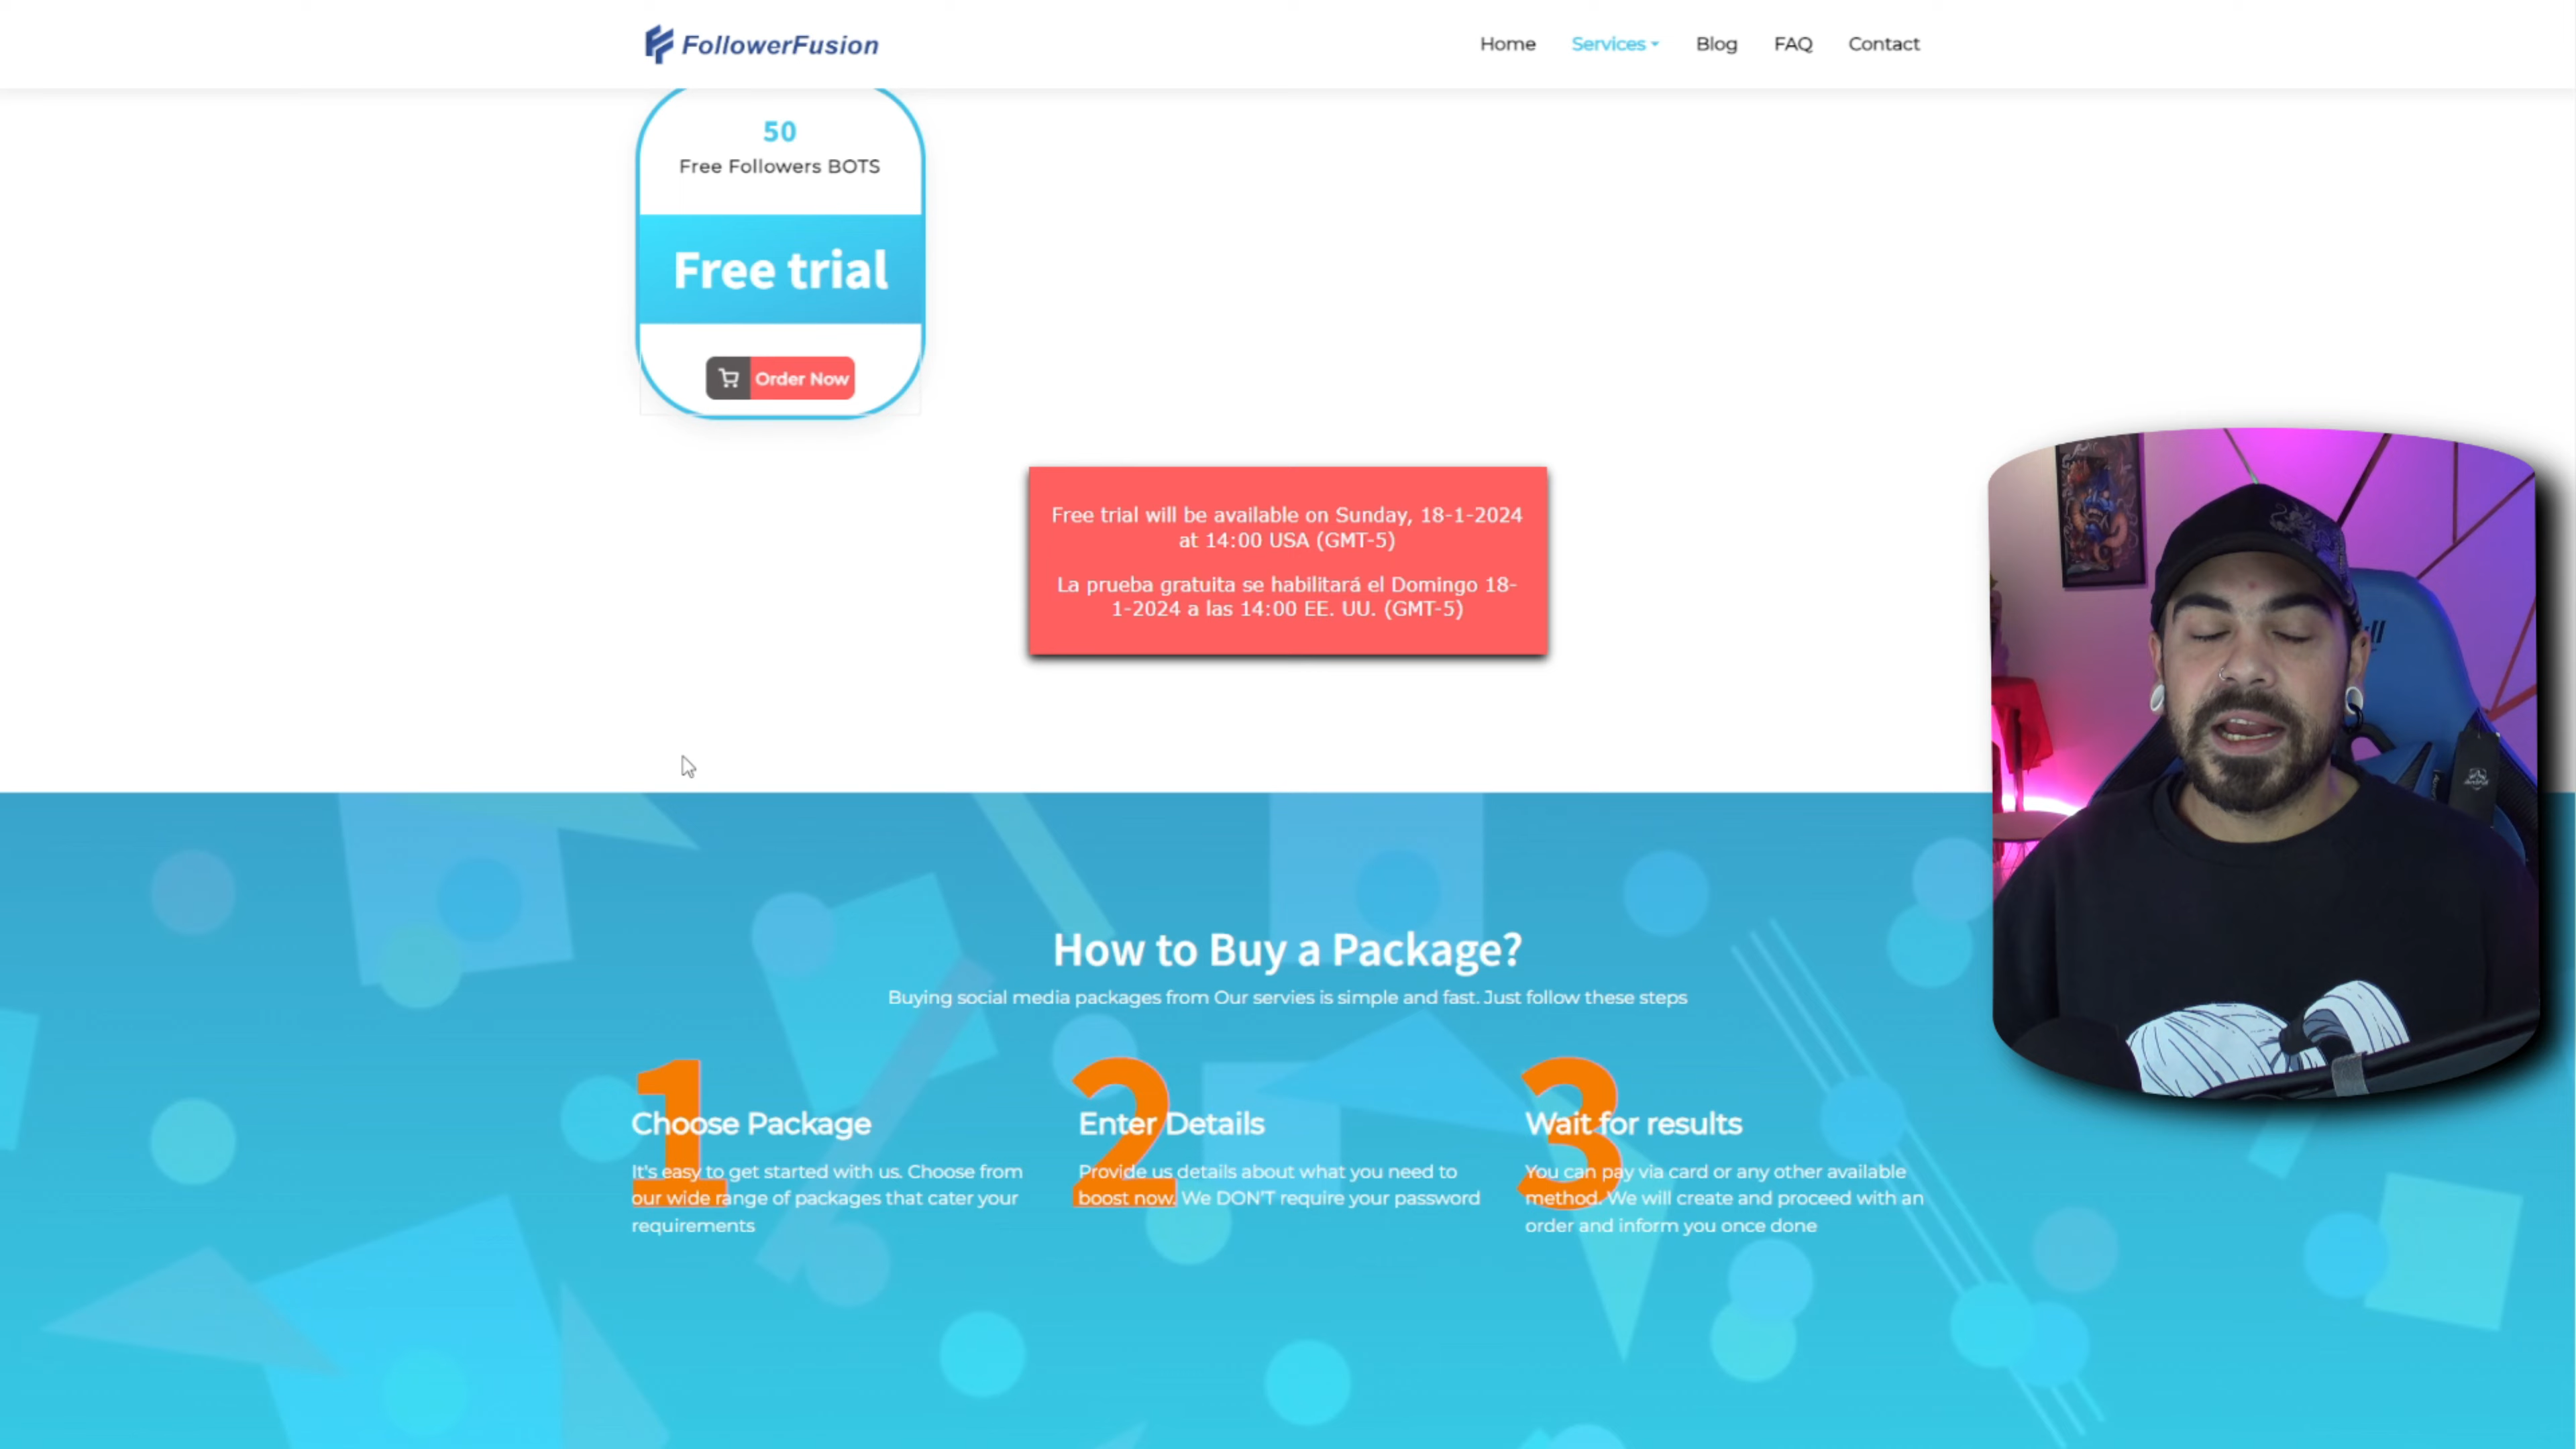 FollowerFusion
Home
Services
Blog
FAQ
Contact
50
Free Followers BOTS
Free trial
Order Now
Free trial will be available on Sunday, 18-1-2024
at 14:00 USA (GMT-5)
La prueba gratuita se habilitará el Domingo 18-
1-2024 a las 14:00 EE. UU. (GMT-5)
How to Buy a Package?
Buying social media packages from Our servies is simple and fast. Just follow these steps
1
Choose Package
It's easy to get started with us. Choose from
our wide range of packages that cater your
requirements
2
Enter Details
Provide us details about what you need to
boost now. We DON'T require your password
3
Wait for results
You can pay via card or any other available
method. We will create and proceed with an
order and inform you once done